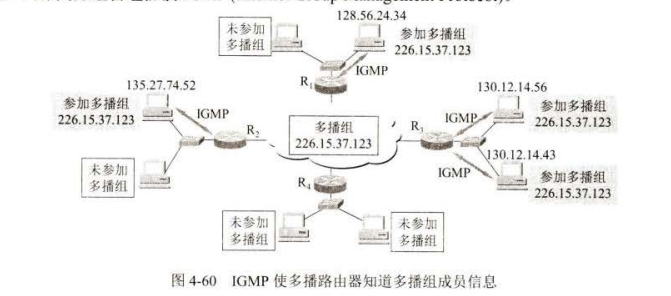 (Internet Group Management Protocol)。
128.56.24.34
未参加
多播组
参加多播组
226.15.37.123
IGMP
R1
135.27.74.52
参加多播组
226.15.37.123
IGMP
R2
未参加
多播组
多播组
226.15.37.123
130.12.14.56
IGMP
参加多播组
226.15.37.123
R3
130.12.14.43
IGMP
参加多播组
226.15.37.123
R4
未参加
多播组
未参加
多播组
图 4-60 IGMP 使多播路由器知道多播组成员信息